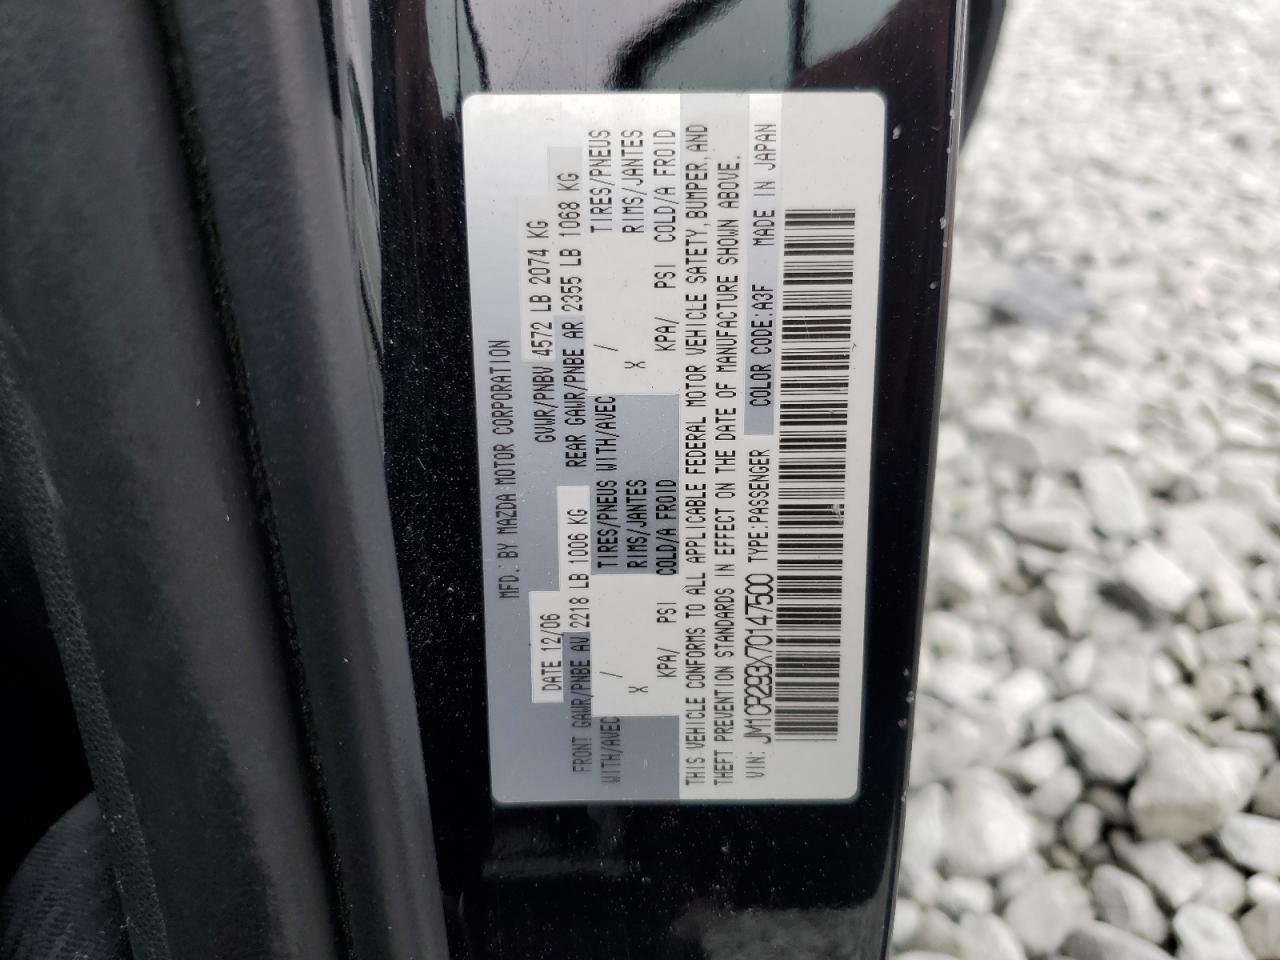 MFD. BY MAZDA MOTOR CORPORATION
DATE 12/06 GVWR/PNBV 4572 LB 2074 KG
FRONT GAWR/PNBE AV 2218 LB 1006 KG REAR GAWR/PNBE AR 2355 LB 1068 KG
WITH/AVEC / TIRES/PNEUS WITH/AVEC / TIRES/PNEUS
X RIMS/JANTES X RIMS/JANTES
KPA/ PSI COLD/A FROID KPA/ PSI COLD/A FROID
THIS VEHICLE CONFORMS TO ALL APPLICABLE FEDERAL MOTOR VEHICLE SATETY, BUMPER, AND
THEFT PREVENTION STANDARDS IN EFFECT ON THE DATE OF MANUFACTURE SHOWN ABOVE.
VIN: JM1CR293X70147500 TYPE:PASSENGER COLOR CODE:A3F MADE IN JAPAN